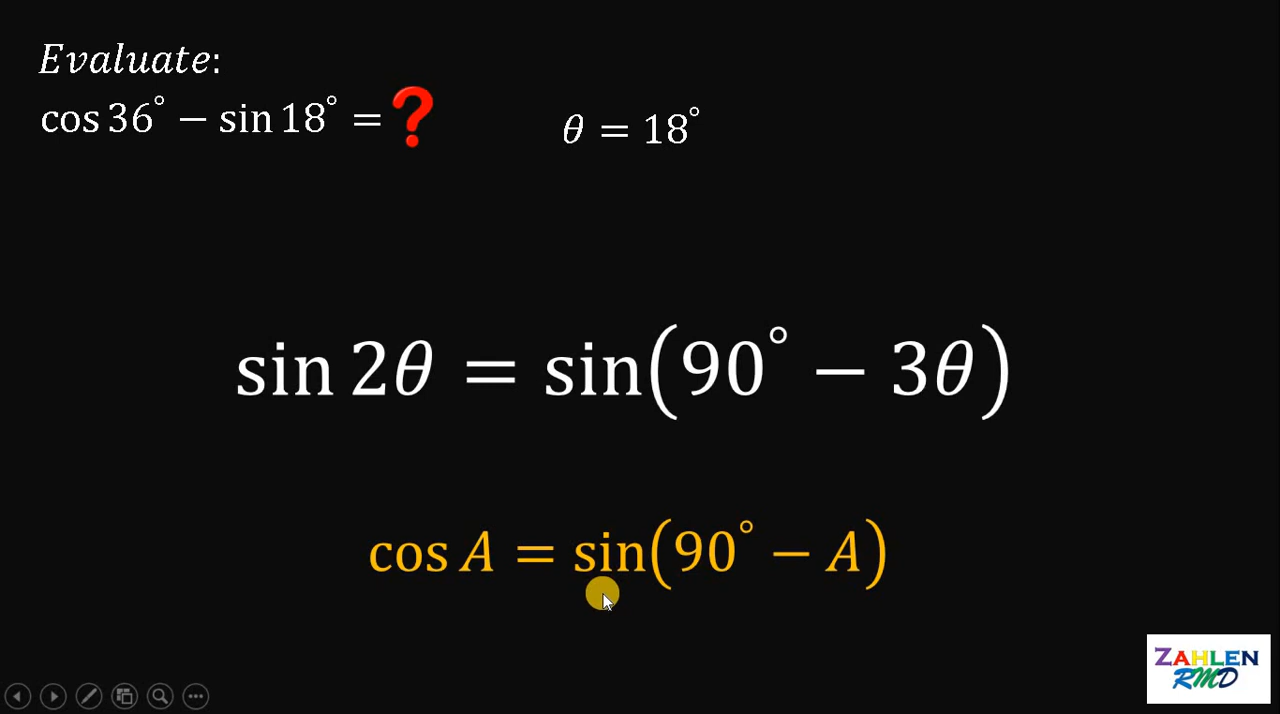 Evaluate:
cos 36° − sin 18° = ❓
θ = 18°
sin 2θ = sin(90° − 3θ)
cos A = sin(90° − A)
ZAHLEN
RMD